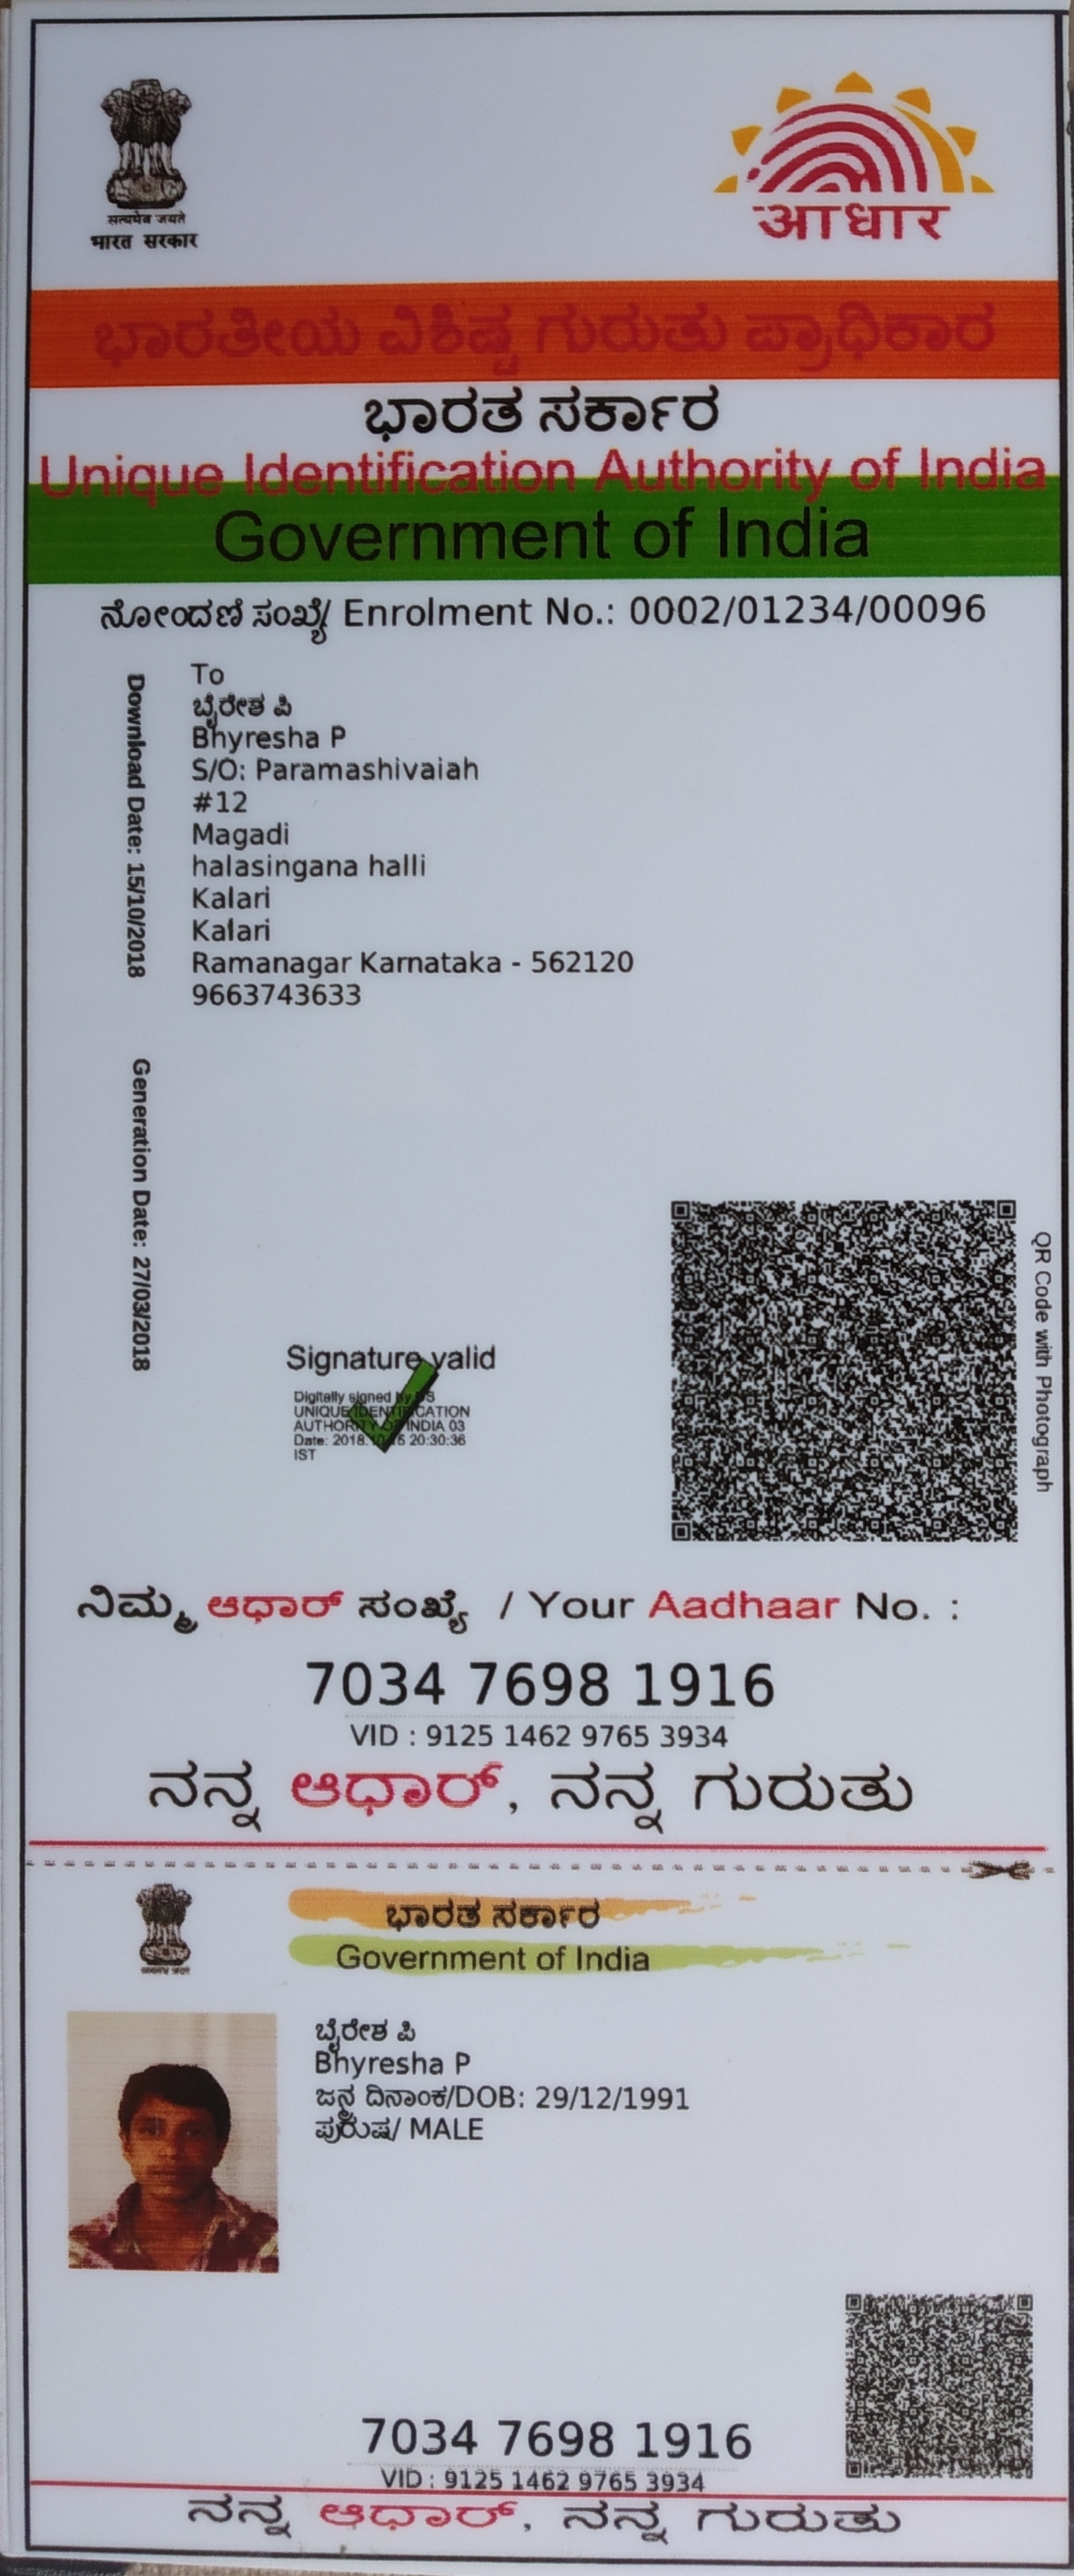 सत्यमेव जयते
भारत सरकार
आधार
ಭಾರತೀಯ ವಿಶಿಷ್ಟ ಗುರುತು ಪ್ರಾಧಿಕಾರ
ಭಾರತ ಸರ್ಕಾರ
Unique Identification Authority of India
Government of India
ನೋಂದಣಿ ಸಂಖ್ಯೆ/ Enrolment No.: 0002/01234/00096
Download Date: 15/10/2018
To
ಬೈರೇಶ ಪಿ
Bhyresha P
S/O: Paramashivaiah
#12
Magadi
halasingana halli
Kalari
Kalari
Ramanagar Karnataka - 562120
9663743633
Generation Date: 27/03/2018
QR Code with Photograph
Signature valid
Digitally signed by DS
UNIQUE IDENTIFICATION
AUTHORITY OF INDIA 03
Date: 2018.10.15 20:30:36
IST
ನಿಮ್ಮ ಆಧಾರ್ ಸಂಖ್ಯೆ / Your Aadhaar No. :
7034 7698 1916
VID : 9125 1462 9765 3934
ನನ್ನ ಆಧಾರ್, ನನ್ನ ಗುರುತು
ಭಾರತ ಸರ್ಕಾರ
Government of India
ಬೈರೇಶ ಪಿ
Bhyresha P
ಜನ್ಮ ದಿನಾಂಕ/DOB: 29/12/1991
ಪುರುಷ/ MALE
7034 7698 1916
VID : 9125 1462 9765 3934
ನನ್ನ ಆಧಾರ್, ನನ್ನ ಗುರುತು